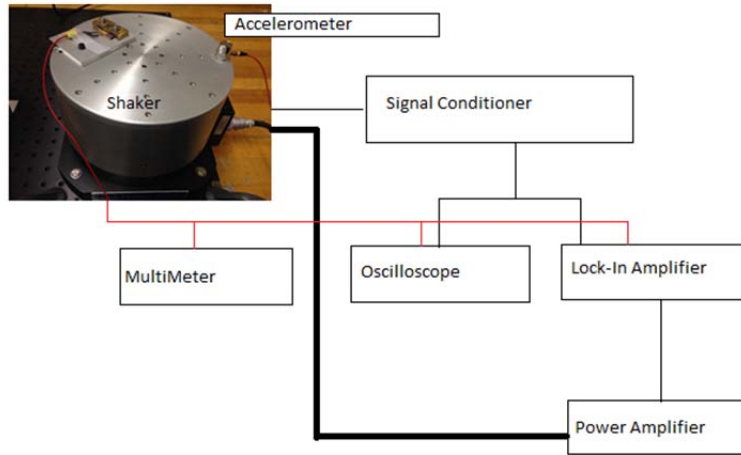 Accelerometer
Shaker
Signal Conditioner
MultiMeter
Oscilloscope
Lock-In Amplifier
Power Amplifier